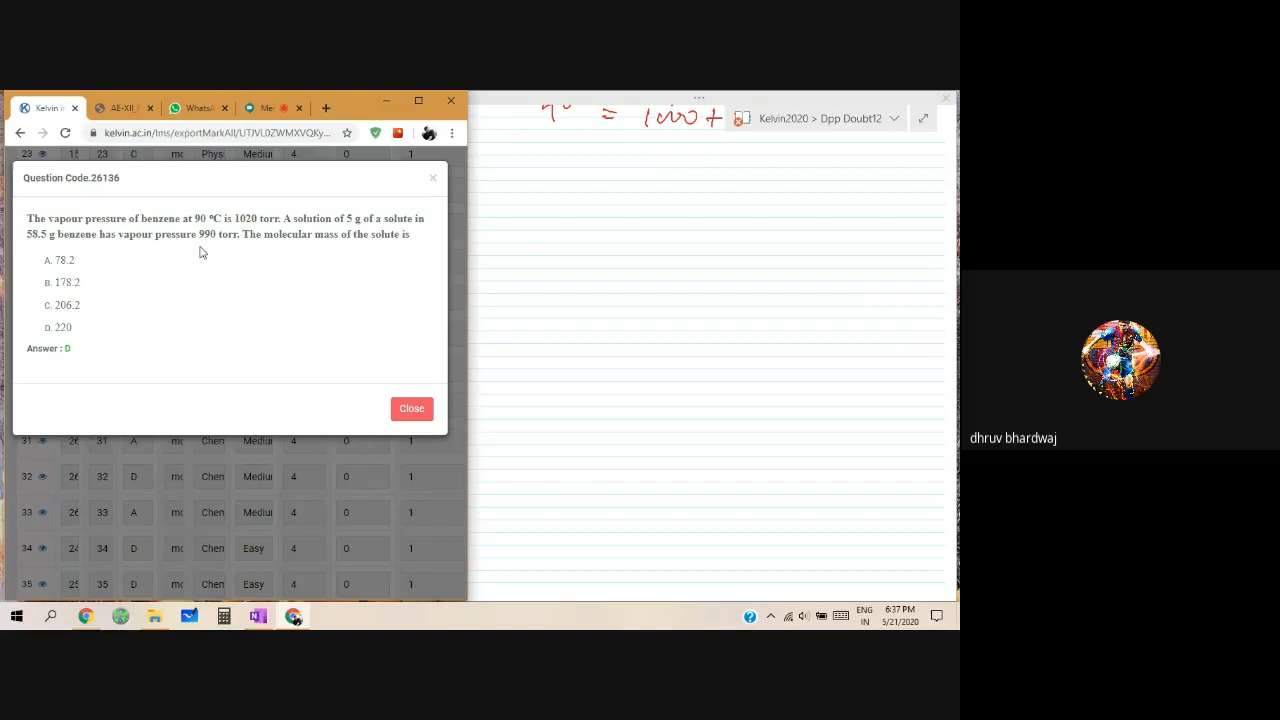 Kelvin in
AE-XII_
WhatsA
Me
kelvin.ac.in/lms/exportMarkAll/UTJVL0ZWMXVQKy...
23 15 23 C mc Phys Mediu 4 0 1
Question Code.26136
×
The vapour pressure of benzene at 90 °C is 1020 torr. A solution of 5 g of a solute in
58.5 g benzene has vapour pressure 990 torr. The molecular mass of the solute is
A. 78.2
B. 178.2
C. 206.2
D. 220
Answer : D
Close
31 26 31 A mc Chen Mediu 4 0 1
32 26 32 D mc Chen Mediu 4 0 1
33 26 33 A mc Chen Mediu 4 0 1
34 24 34 D mc Chen Easy 4 0 1
35 25 35 D mc Chen Easy 4 0 1
= 1000 +
Kelvin2020 > Dpp Doubt12
dhruv bhardwaj
ENG
IN
6:37 PM
5/21/2020